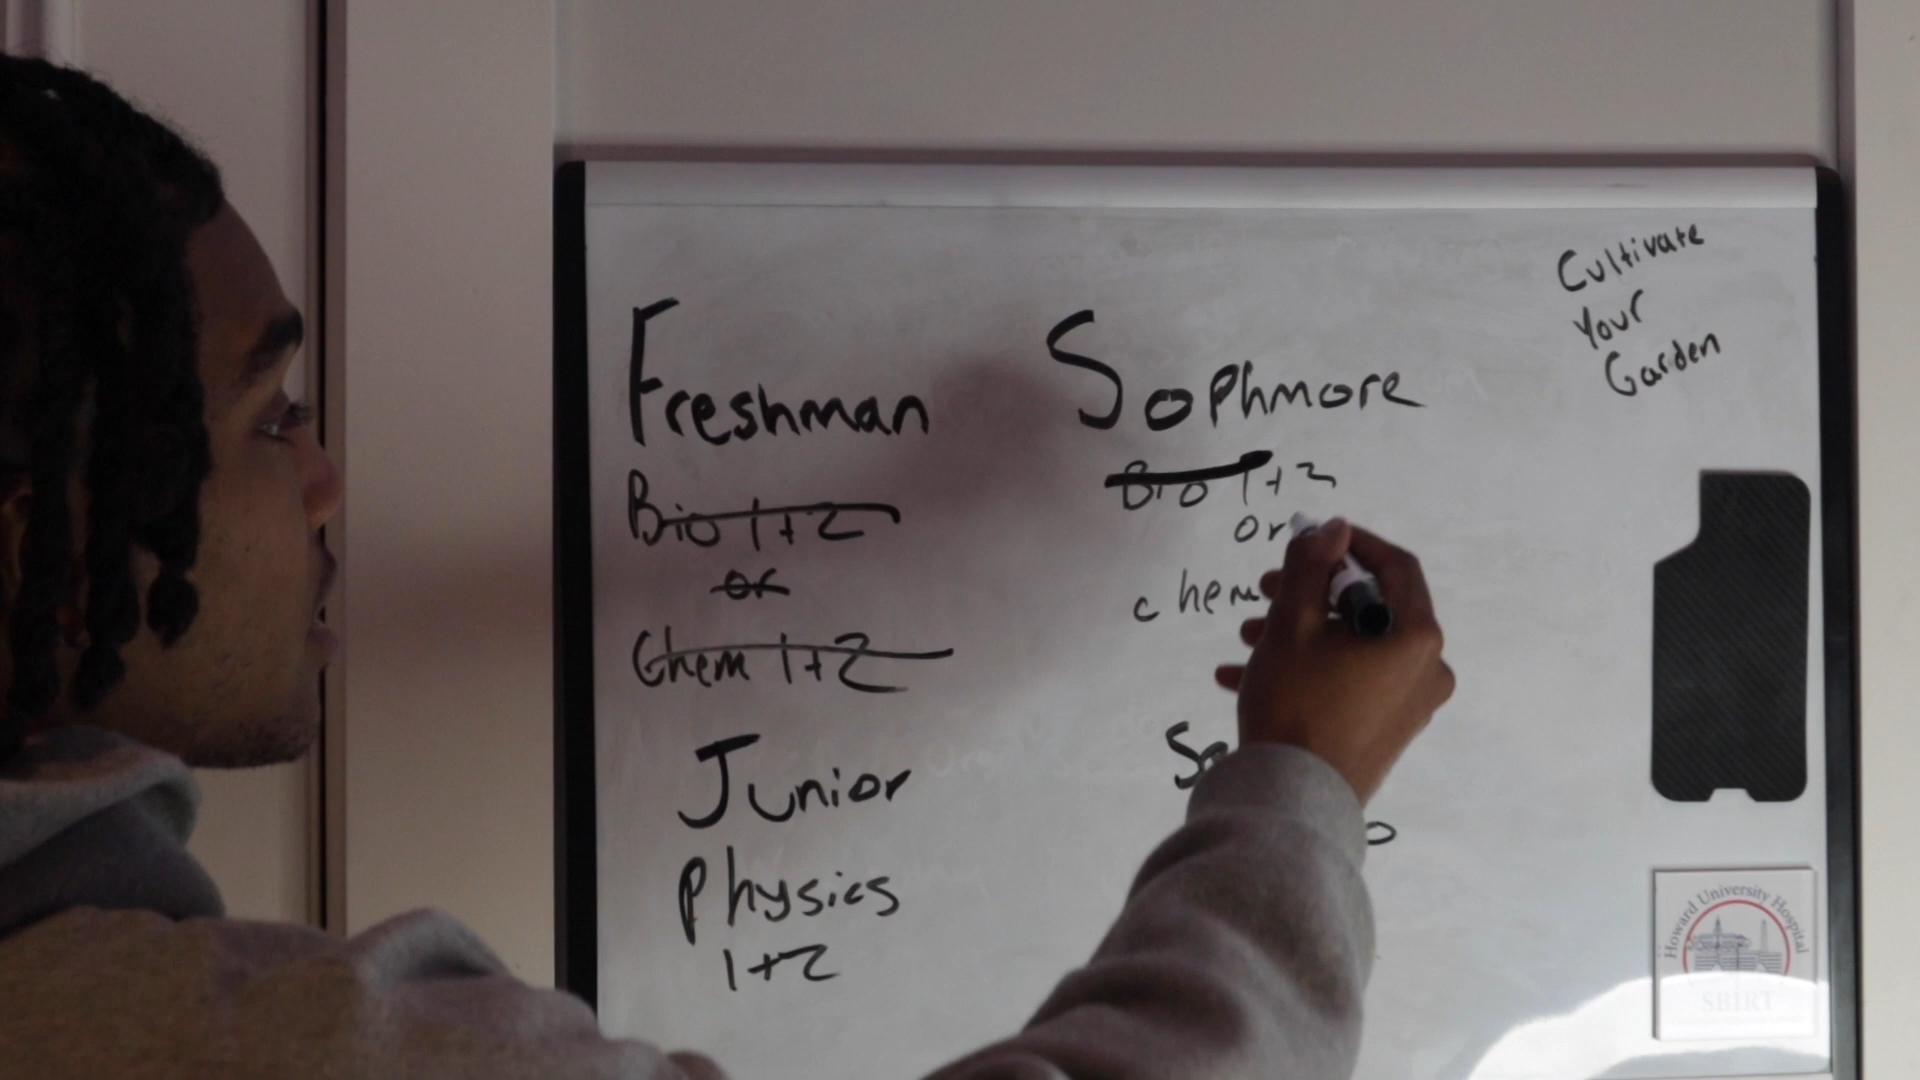 Freshman
Bio 1+2
or
Chem 1+2
Sophmore
Bio 1+2
or
chem
Junior
Physics
1+2
Cultivate
Your
Garden
Howard University Hospital
SBIRT